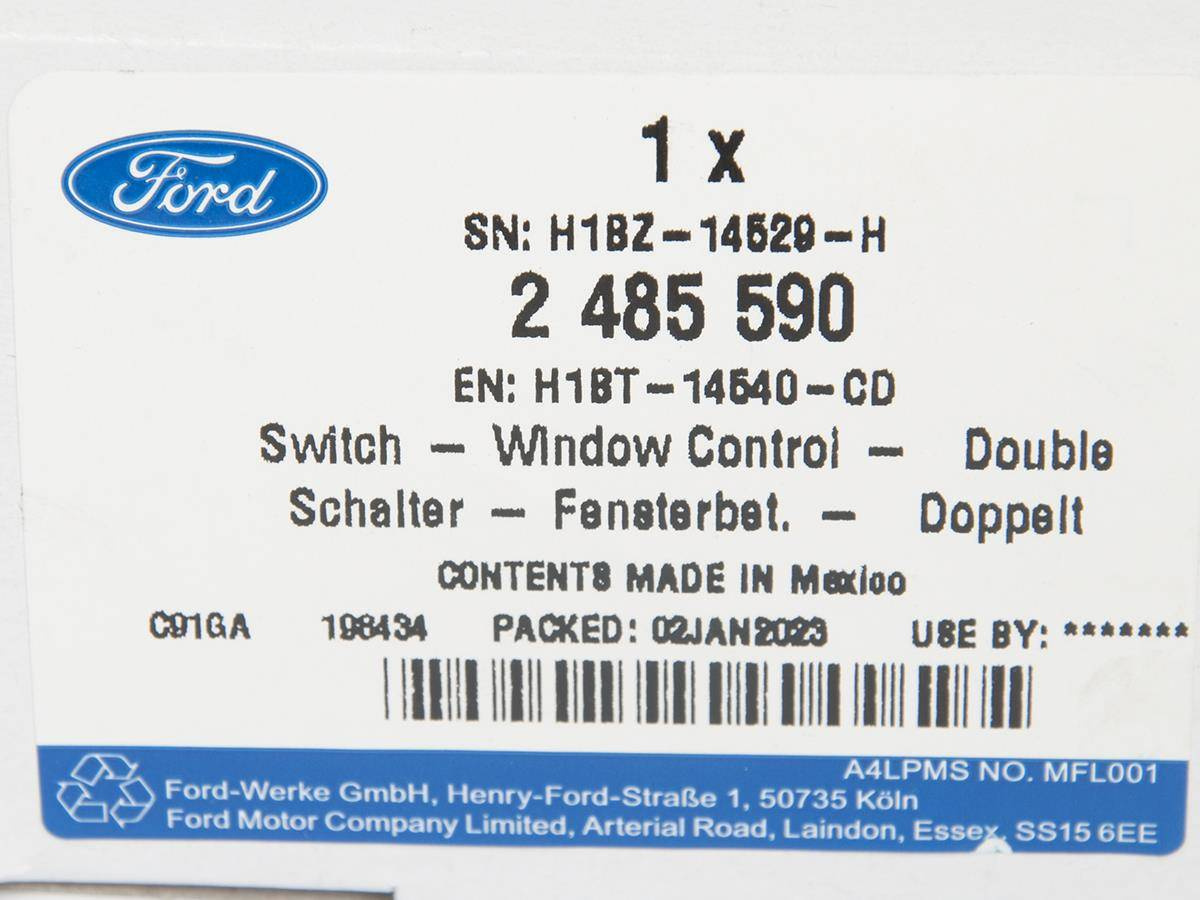 Ford
1 x
SN: H1BZ-14529-H
2 485 590
EN: H1BT-14540-CD
Switch - Window Control - Double
Schalter - Fensterbet. - Doppelt
CONTENTS MADE IN Mexico
C91GA 196434 PACKED: 02JAN2023 USE BY: *******
A4LPMS NO. MFL001
Ford-Werke GmbH, Henry-Ford-Straße 1, 50735 Köln
Ford Motor Company Limited, Arterial Road, Laindon, Essex, SS15 6EE